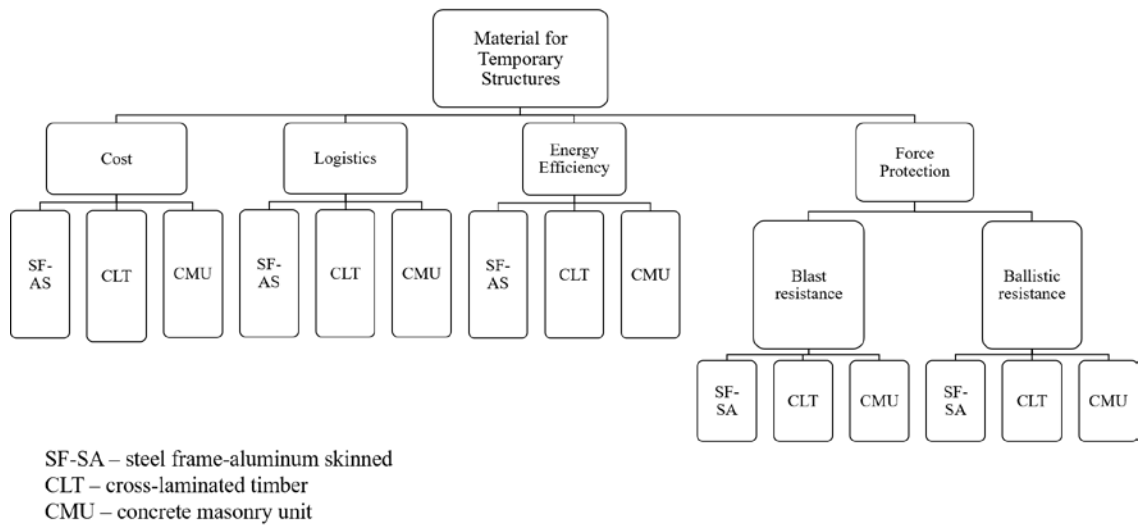 Material for
Temporary
Structures
Cost
Logistics
Energy
Efficiency
Force
Protection
SF-
AS
CLT
CMU
SF-
AS
CLT
CMU
SF-
AS
CLT
CMU
Blast
resistance
Ballistic
resistance
SF-
SA
CLT
CMU
SF-
SA
CLT
CMU
SF-SA – steel frame-aluminum skinned
CLT – cross-laminated timber
CMU – concrete masonry unit